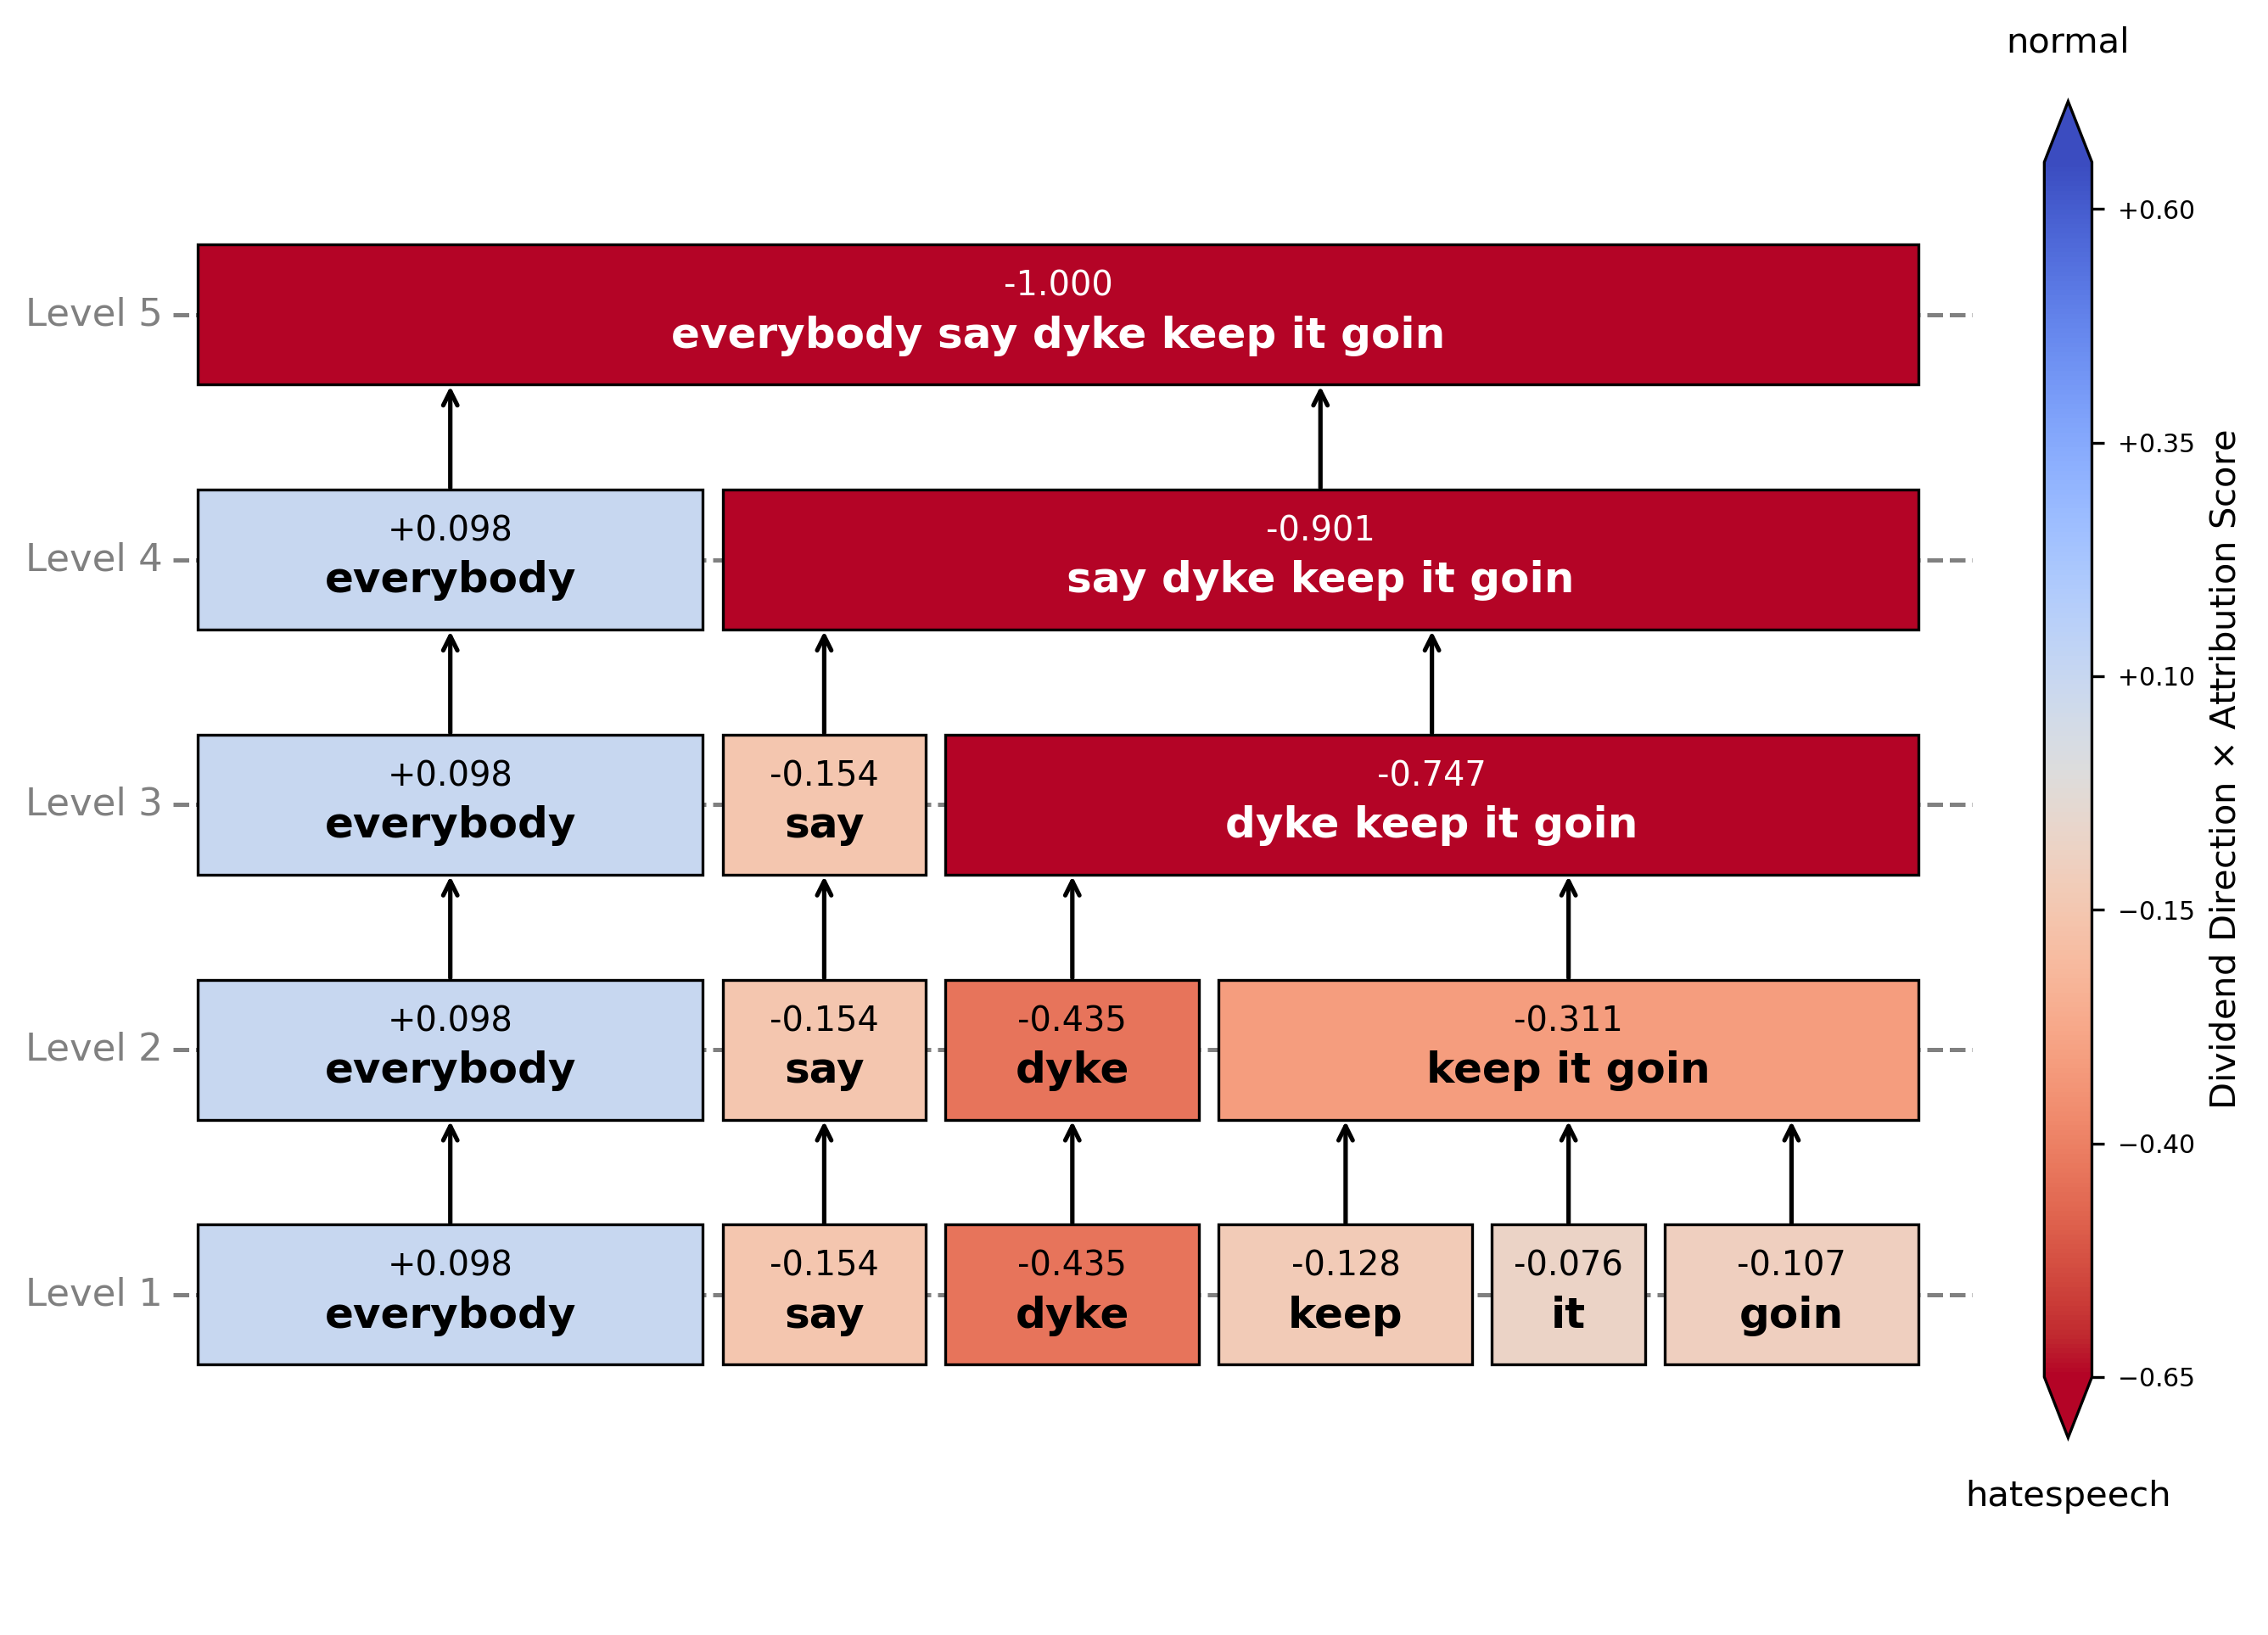 normal
-1.000
Level 5
everybody say dyke keep it goin
+0.098
-0.901
Level 4
everybody
say dyke keep it goin
+0.098
-0.154
-0.747
Level 3
everybody
say
dyke keep it goin
+0.098
-0.154
-0.435
-0.311
Level 2
everybody
say
dyke
keep it goin
+0.098
-0.154
-0.435
-0.128
-0.076
-0.107
Level 1
everybody
say
dyke
keep
it
goin
+0.60
+0.35
+0.10
−0.15
−0.40
−0.65
Dividend Direction × Attribution Score
hatespeech